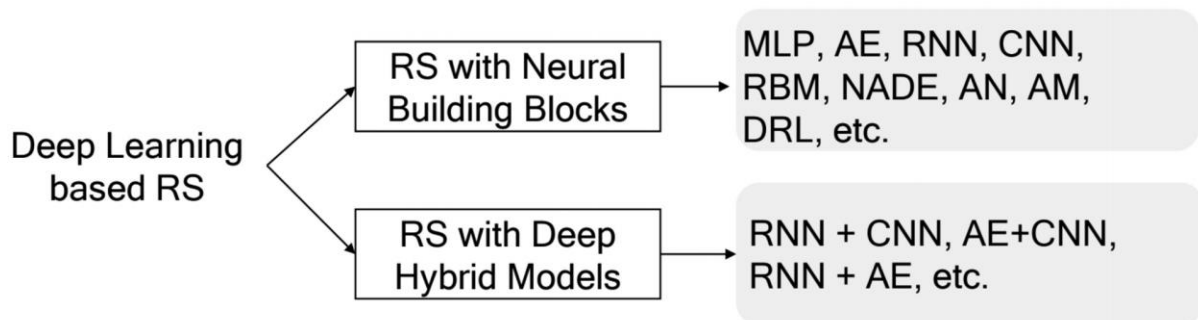 Deep Learning
based RS
RS with Neural
Building Blocks
MLP, AE, RNN, CNN,
RBM, NADE, AN, AM,
DRL, etc.
RS with Deep
Hybrid Models
RNN + CNN, AE+CNN,
RNN + AE, etc.